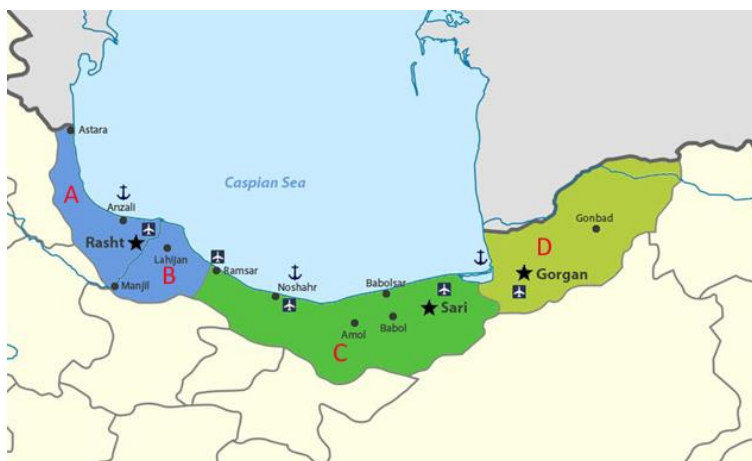 Astara
A
Caspian Sea
Anzali
Gonbad
Rasht
D
Lahijan
B
Ramsar
Gorgan
Manjil
Noshahr
Babolsar
Sari
Amol
Babol
C